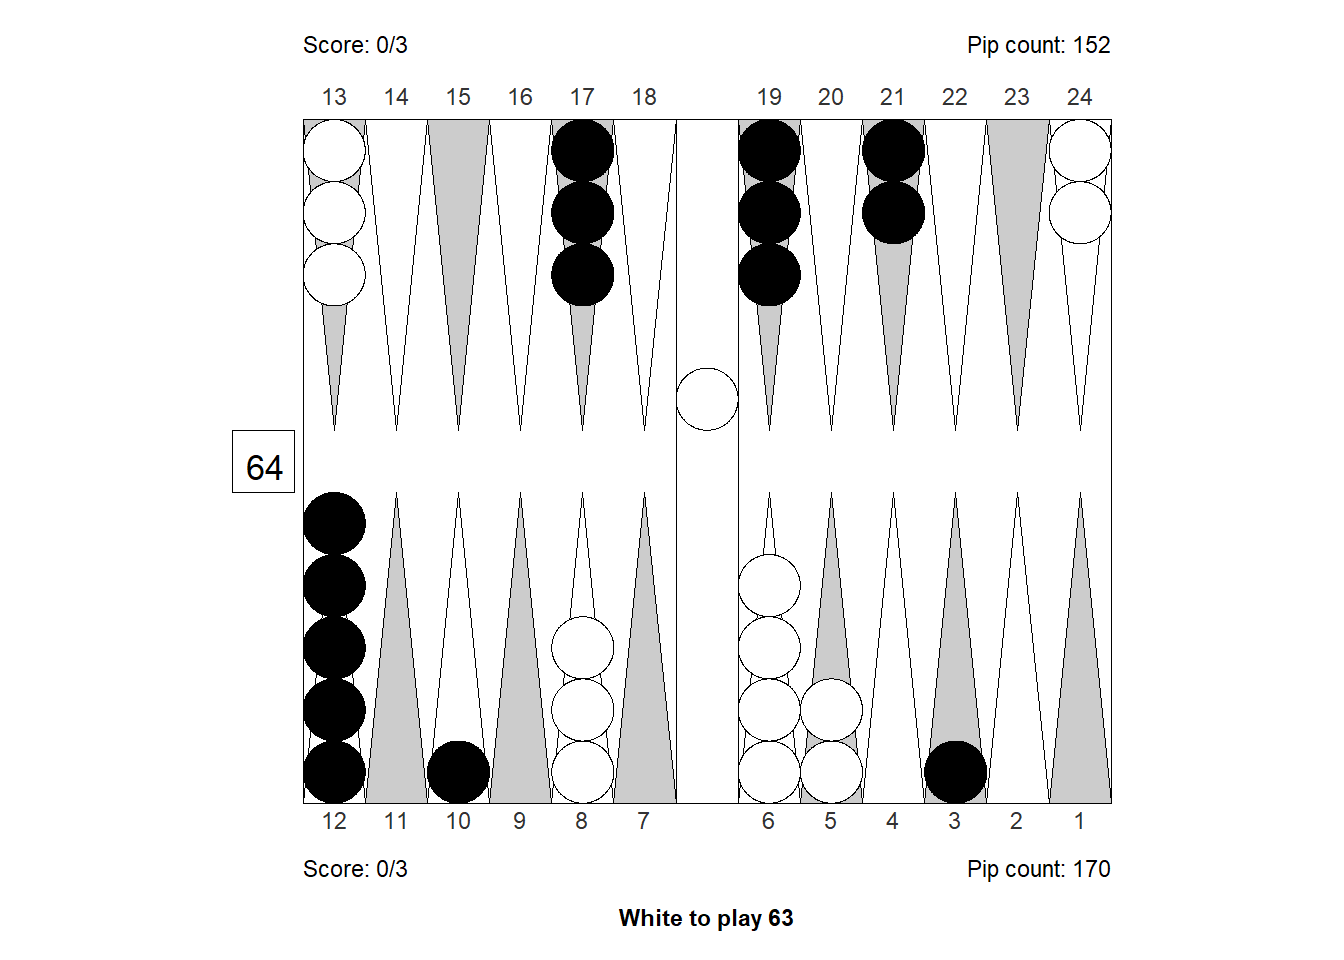 Score: 0/3 Pip count: 152
13 14 15 16 17 18 19 20 21 22 23 24
64
12 11 10 9 8 7 6 5 4 3 2 1
Score: 0/3 Pip count: 170
White to play 63